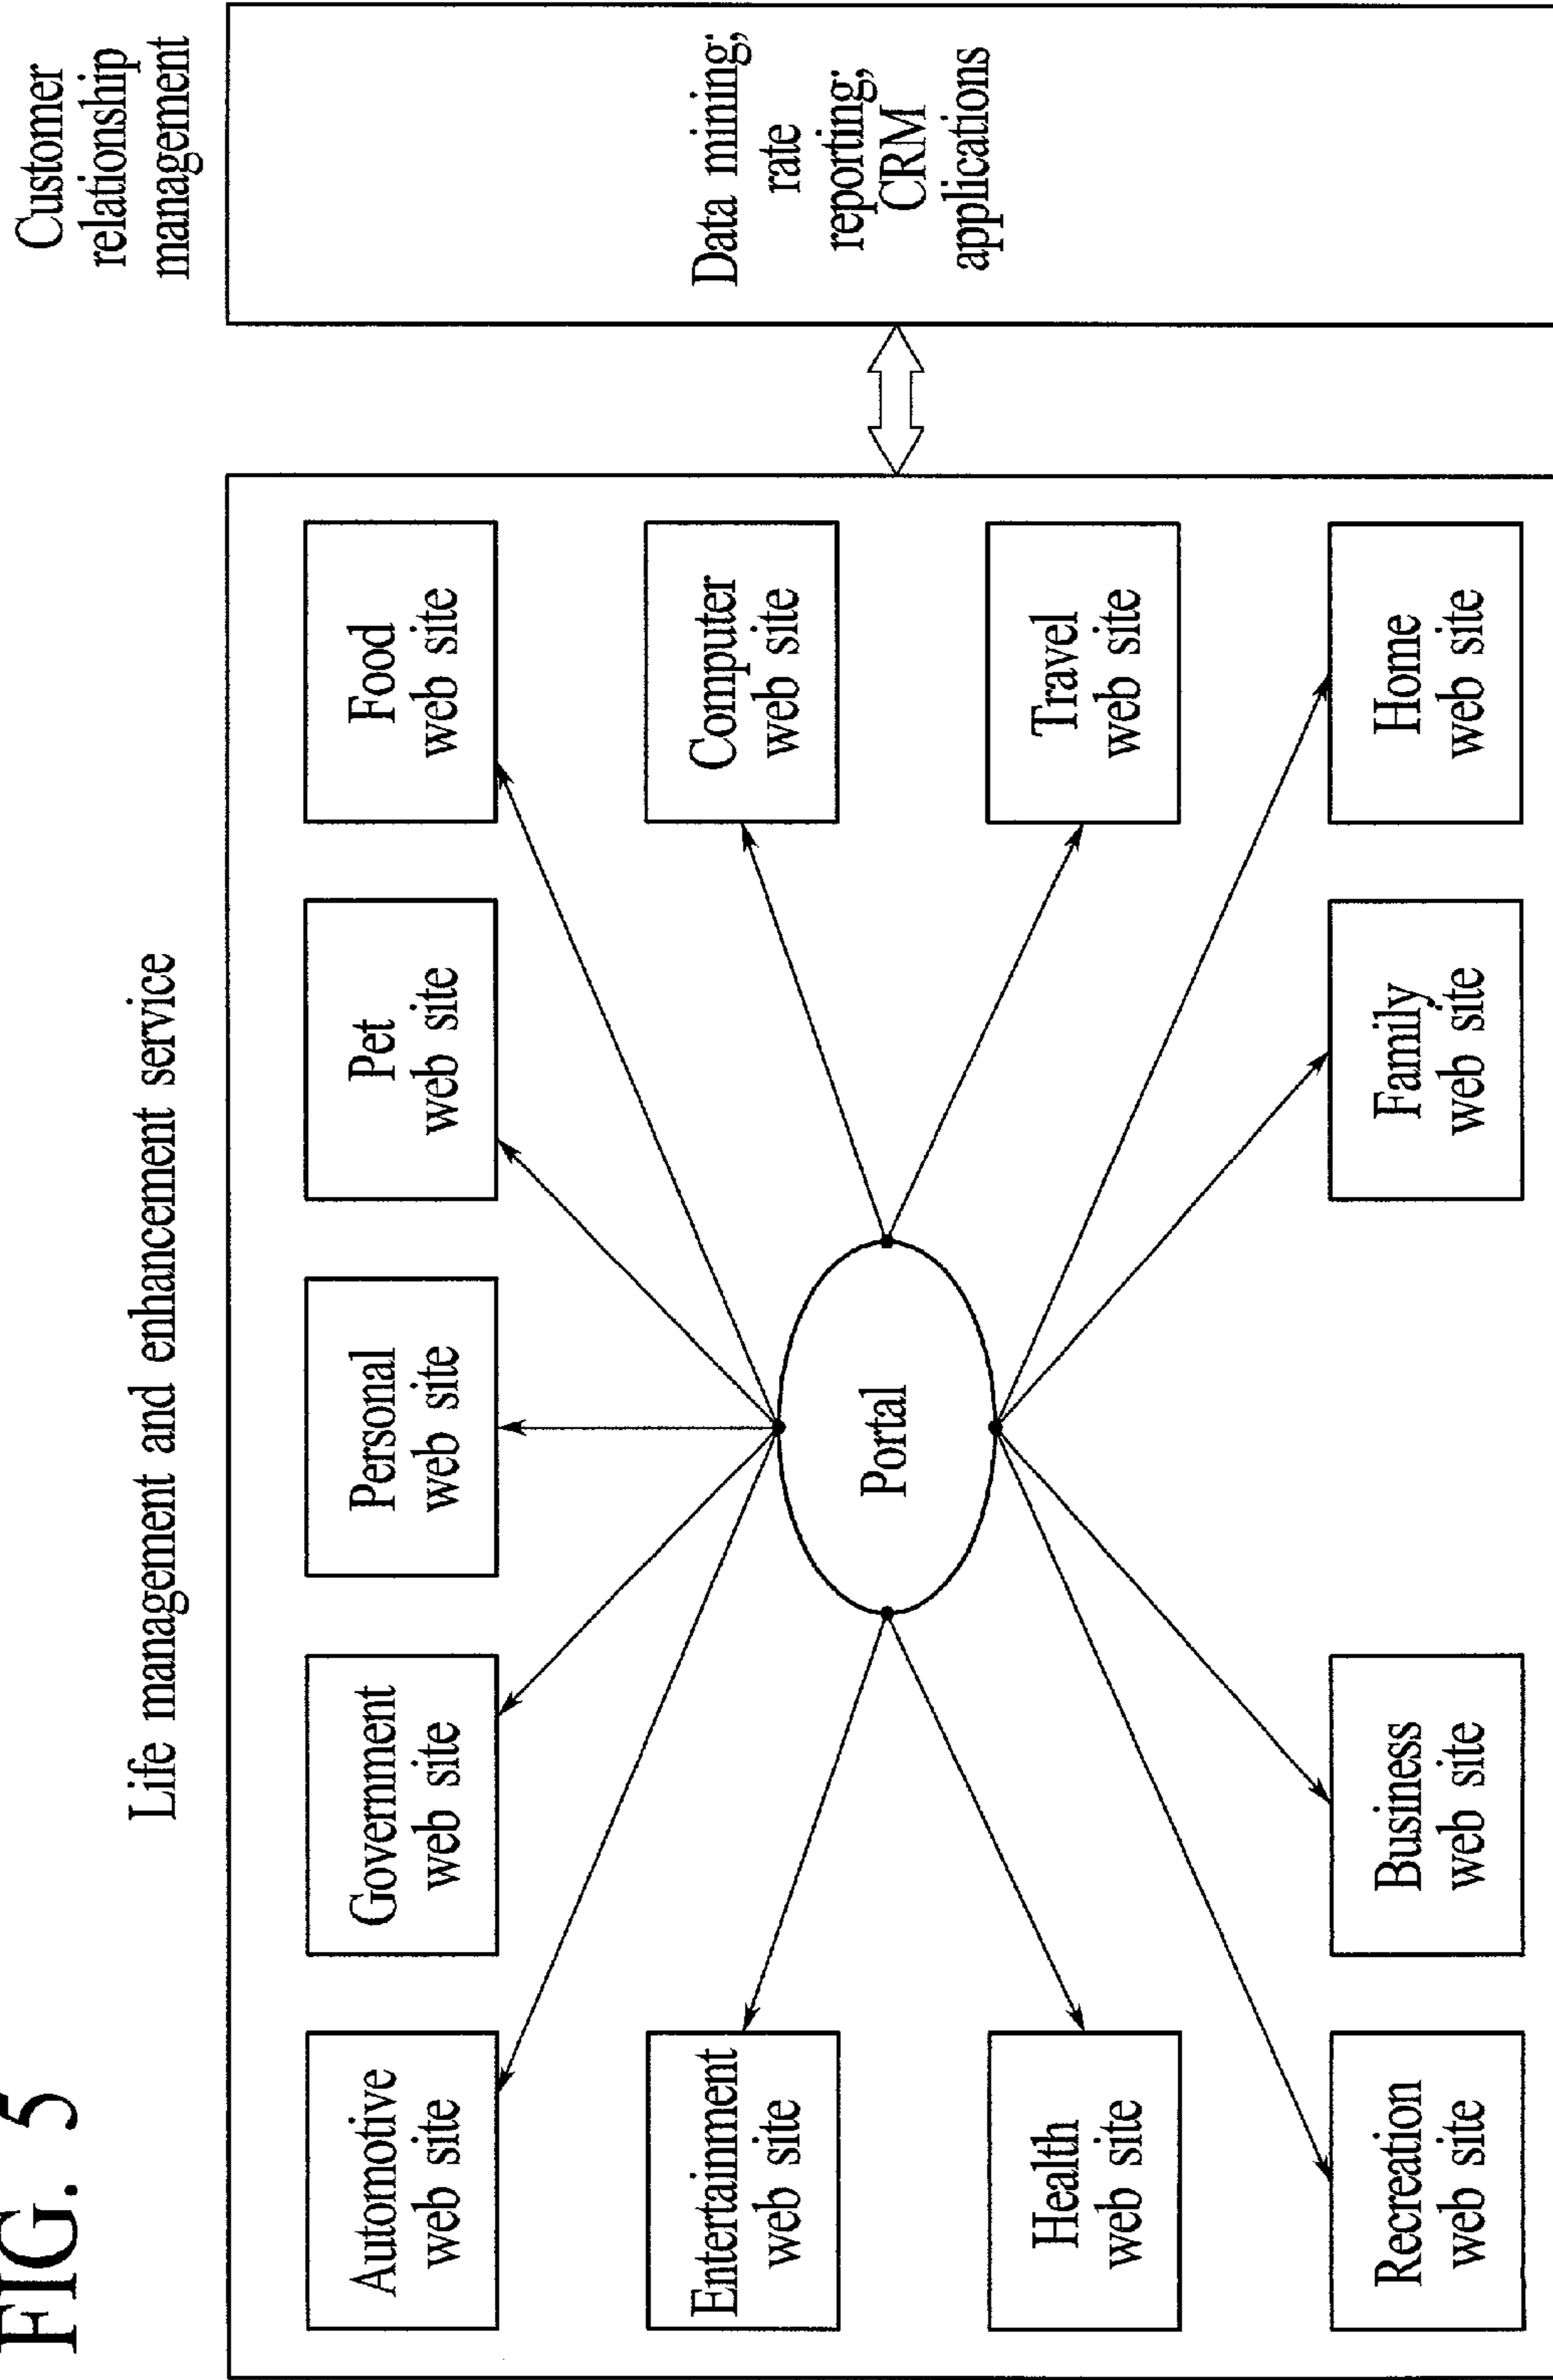 FIG. 5
Life management and enhancement service
Customer
relationship
management
Automotive
web site
Government
web site
Personal
web site
Pet
web site
Food
web site
Entertainment
web site
Computer
web site
Portal
Health
web site
Travel
web site
Recreation
web site
Business
web site
Family
web site
Home
web site
Data mining;
rate
reporting;
CRM
applications